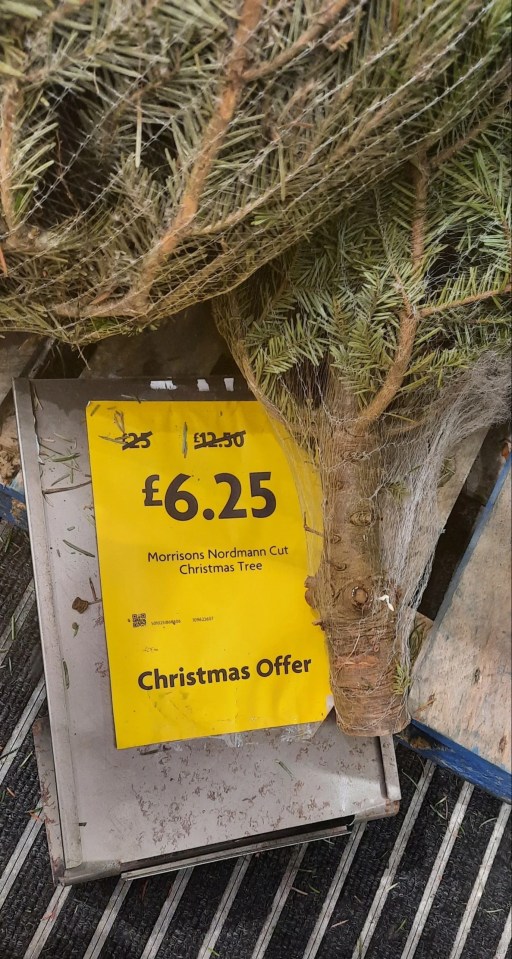 £25 £12.50
£6.25
Morrisons Nordmann Cut
Christmas Tree
Christmas Offer